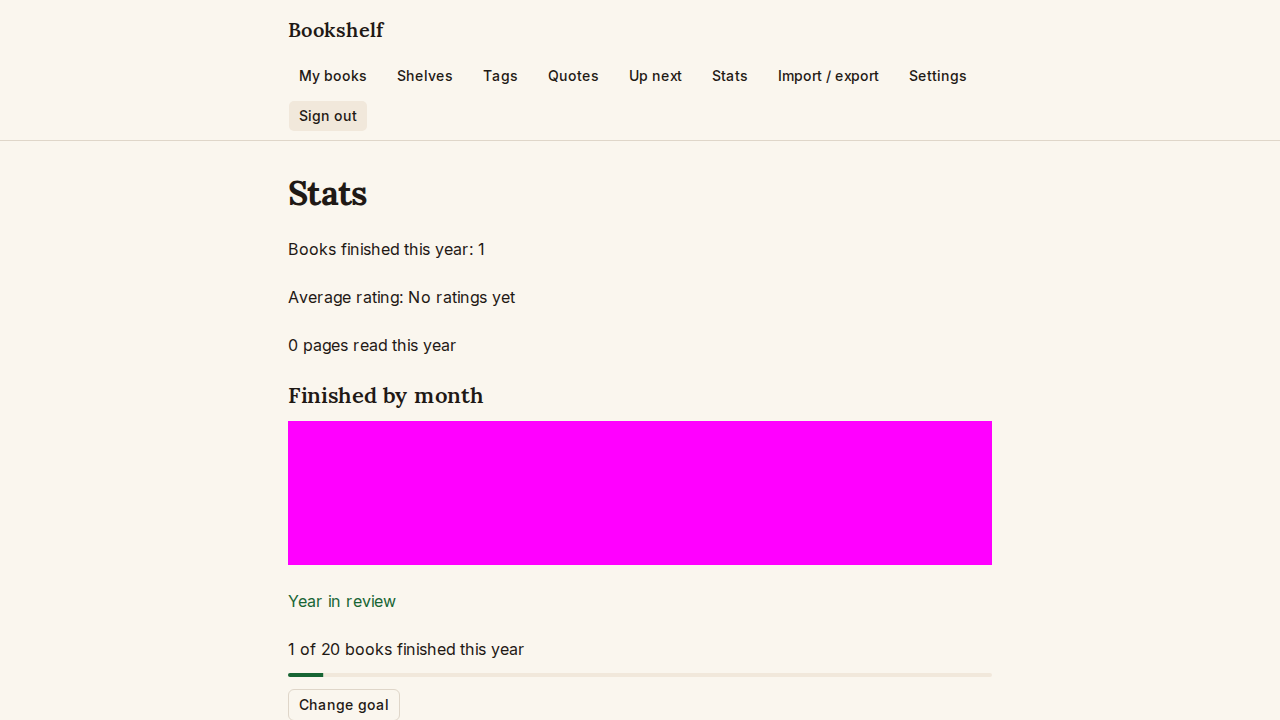 Bookshelf
My books Shelves Tags Quotes Up next Stats Import / export Settings
Sign out
Stats
Books finished this year: 1
Average rating: No ratings yet
0 pages read this year
Finished by month
Year in review
1 of 20 books finished this year
Change goal